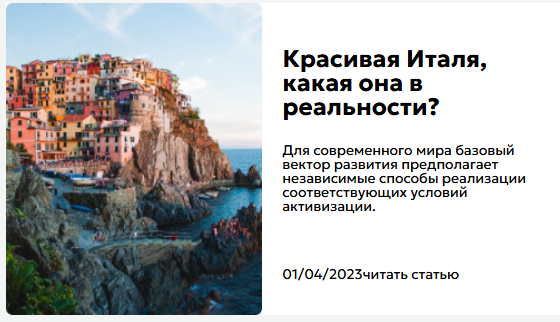 Красивая Italя,
какая она в
реальности?
Для современного мира базовый
вектор развития предполагает
независимые способы реализации
соответствующих условий
активизации.
01/04/2023читать статью